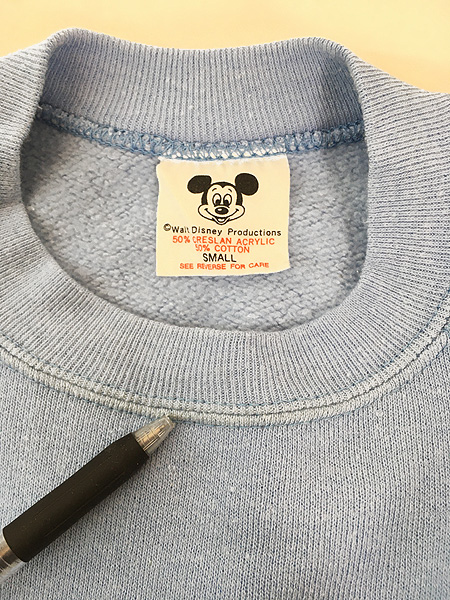 ©Walt Disney Productions
50% CRESLAN ACRYLIC
50% COTTON
SMALL
SEE REVERSE FOR CARE